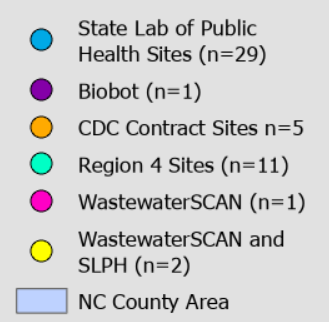 State Lab of Public
Health Sites (n=29)
Biobot (n=1)
CDC Contract Sites n=5
Region 4 Sites (n=11)
WastewaterSCAN (n=1)
WastewaterSCAN and
SLPH (n=2)
NC County Area